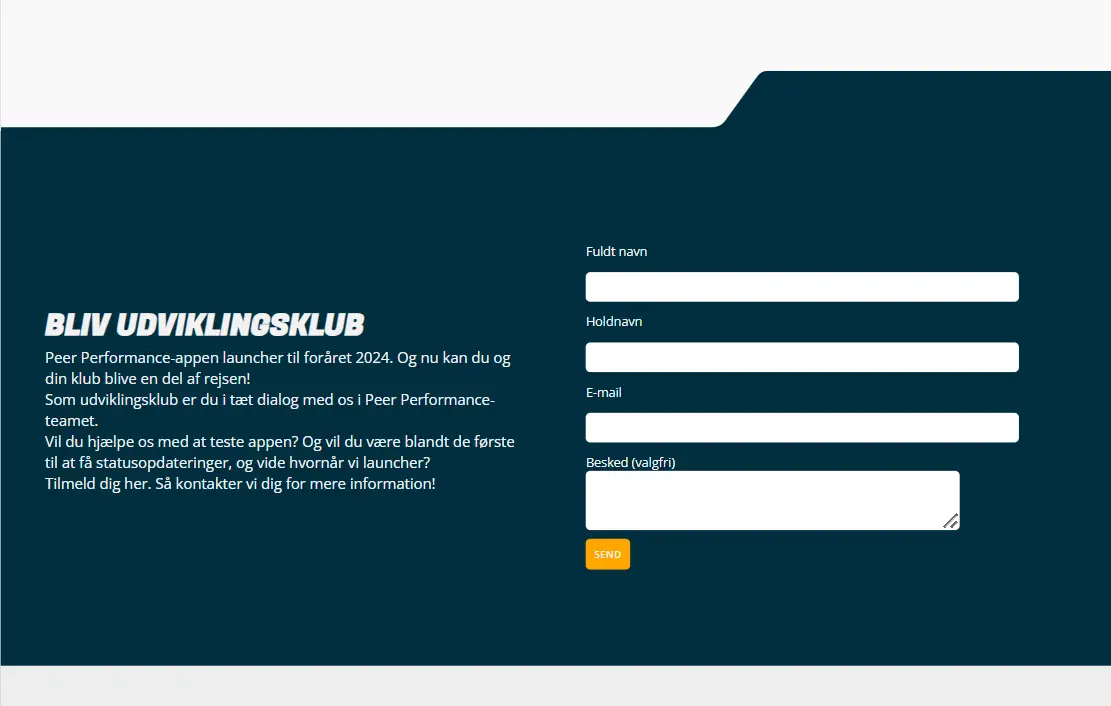 BLIV UDVIKLINGSKLUB
Peer Performance-appen launcher til foråret 2024. Og nu kan du og
din klub blive en del af rejsen!
Som udviklingsklub er du i tæt dialog med os i Peer Performance-
teamet.
Vil du hjælpe os med at teste appen? Og vil du være blandt de første
til at få statusopdateringer, og vide hvornår vi launcher?
Tilmeld dig her. Så kontakter vi dig for mere information!
Fuldt navn
Holdnavn
E-mail
Besked (valgfri)
SEND